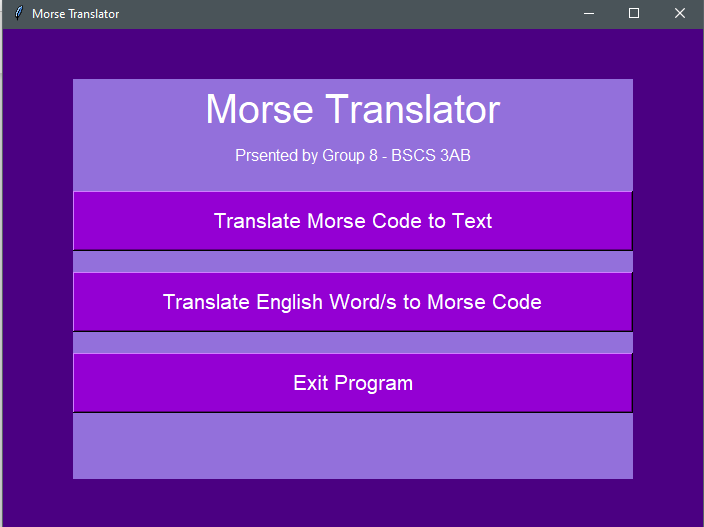 Morse Translator
Morse Translator
Prsented by Group 8 - BSCS 3AB
Translate Morse Code to Text
Translate English Word/s to Morse Code
Exit Program